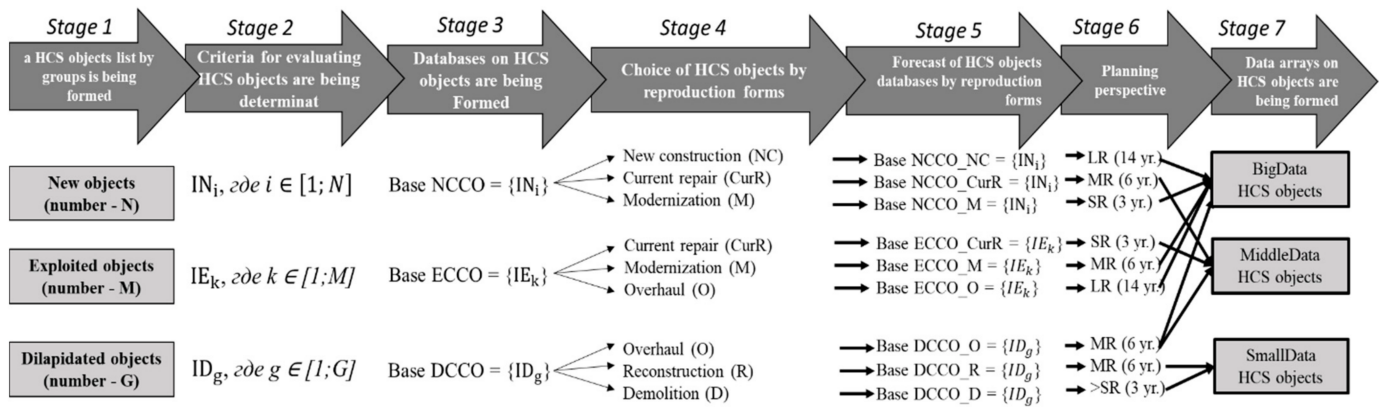 Stage 1
Stage 2
Stage 3
Stage 4
Stage 5
Stage 6
Stage 7
a HCS objects list by
groups is being
formed
Criteria for evaluating
HCS objects are being
determinat
Databases on HCS
objects are being
Formed
Choice of HCS objects by
reproduction forms
Forecast of HCS objects
databases by reproduction
forms
Planning
perspective
Data arrays on
HCS objects are
being formed
New objects
(number - N)
INᵢ, где i ∈ [1; N]
Base NCCO = {INᵢ}
New construction (NC)
Current repair (CurR)
Modernization (M)
Base NCCO_NC = {INᵢ}
Base NCCO_CurR = {INᵢ}
Base NCCO_M = {INᵢ}
LR (14 yr.)
MR (6 yr.)
SR (3 yr.)
BigData
HCS objects
Exploited objects
(number - M)
IEₖ, где k ∈ [1;M]
Base ECCO = {IEₖ}
Current repair (CurR)
Modernization (M)
Overhaul (O)
Base ECCO_CurR = {IEₖ}
Base ECCO_M = {IEₖ}
Base ECCO_O = {IEₖ}
SR (3 yr.)
MR (6 yr.)
LR (14 yr.)
MiddleData
HCS objects
Dilapidated objects
(number - G)
ID_g, где g ∈ [1;G]
Base DCCO = {ID_g}
Overhaul (O)
Reconstruction (R)
Demolition (D)
Base DCCO_O = {ID_g}
Base DCCO_R = {ID_g}
Base DCCO_D = {ID_g}
MR (6 yr.)
MR (6 yr.)
>SR (3 yr.)
SmallData
HCS objects